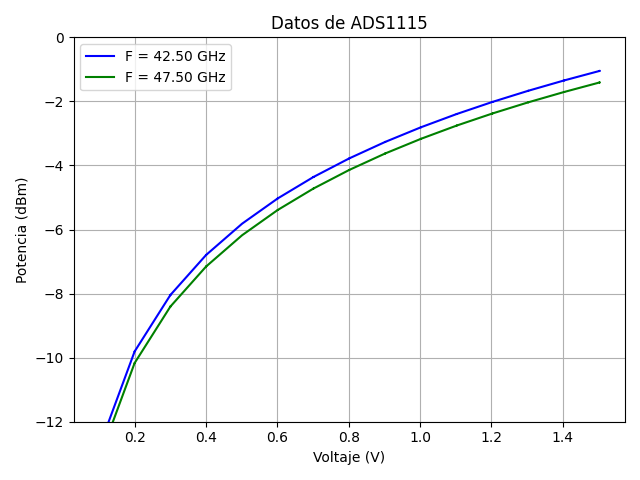 Datos de ADS1115
F = 42.50 GHz
F = 47.50 GHz
Potencia (dBm)
0
−2
−4
−6
−8
−10
−12
0.2 0.4 0.6 0.8 1.0 1.2 1.4
Voltaje (V)